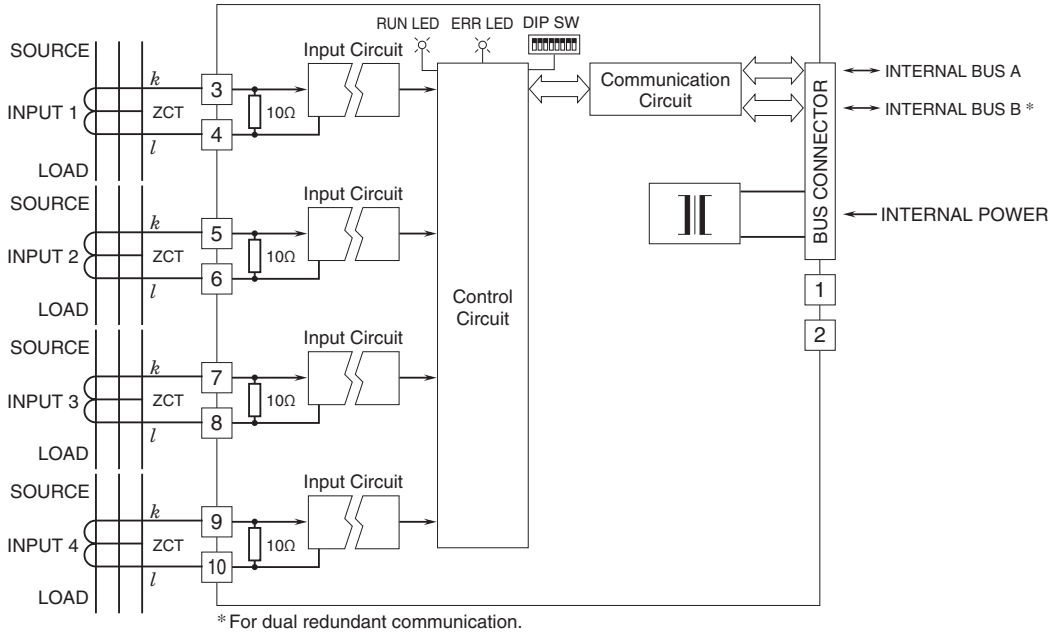 RUN LED
ERR LED
DIP SW
SOURCE
k
INPUT 1
ZCT
l
LOAD
3
4
10Ω
Input Circuit
SOURCE
k
INPUT 2
ZCT
l
LOAD
5
6
10Ω
Input Circuit
SOURCE
k
INPUT 3
ZCT
l
LOAD
7
8
10Ω
Input Circuit
SOURCE
k
INPUT 4
ZCT
l
LOAD
9
10
10Ω
Input Circuit
Control
Circuit
Communication
Circuit
BUS CONNECTOR
INTERNAL BUS A
INTERNAL BUS B *
INTERNAL POWER
1
2
* For dual redundant communication.